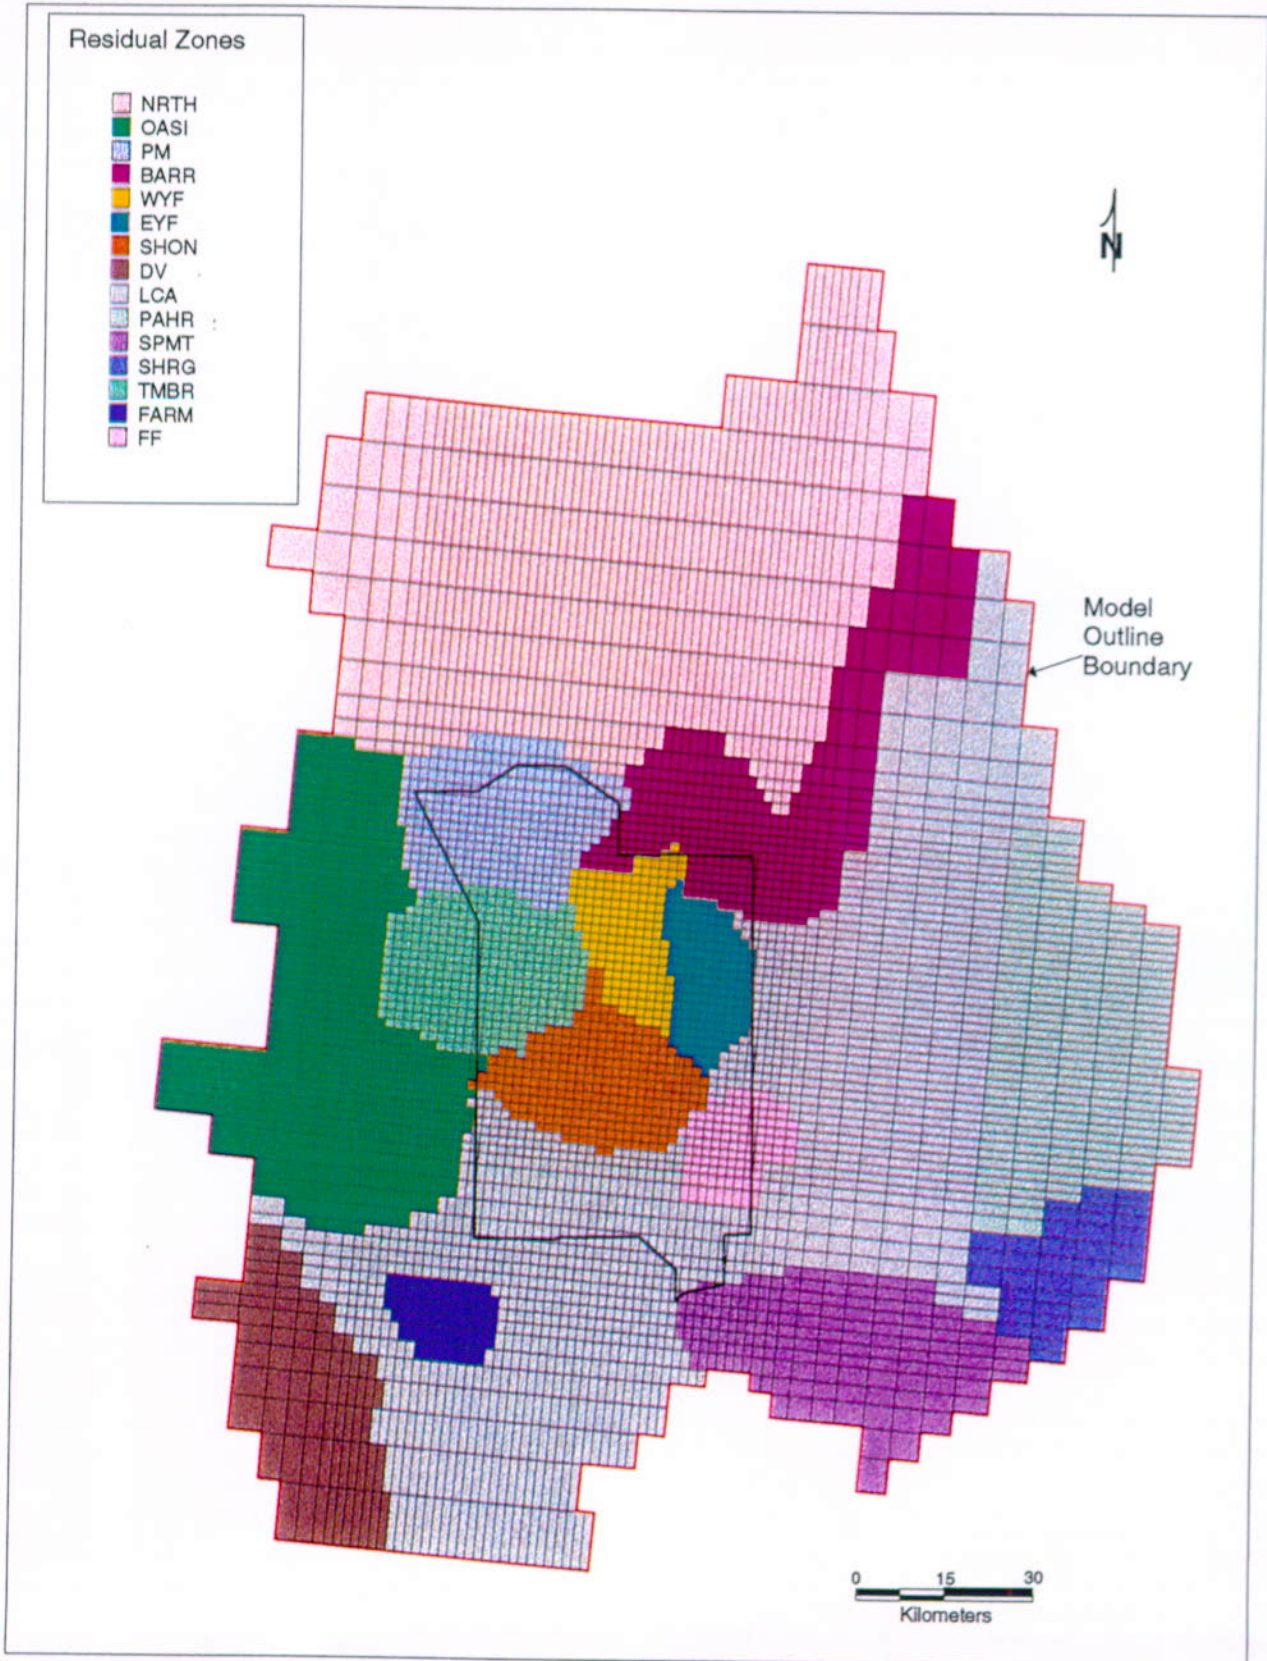 Residual Zones
NRTH
OASI
PM
BARR
WYF
EYF
SHON
DV
LCA
PAHR
SPMT
SHRG
TMBR
FARM
FF
N
Model
Outline
Boundary
0 15 30
Kilometers